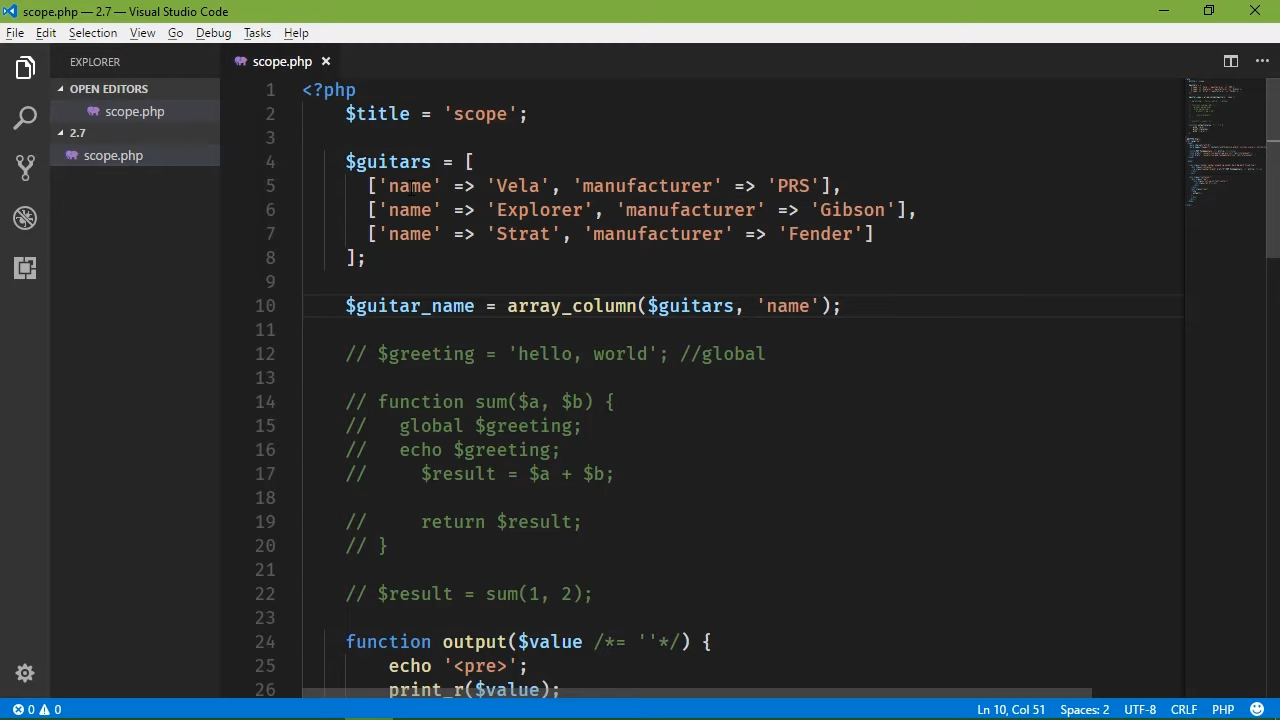 scope.php — 2.7 — Visual Studio Code
File Edit Selection View Go Debug Tasks Help
EXPLORER
OPEN EDITORS
scope.php
2.7
scope.php
scope.php ×
1 <?php
2 $title = 'scope';
3
4 $guitars = [
5 ['name' => 'Vela', 'manufacturer' => 'PRS'],
6 ['name' => 'Explorer', 'manufacturer' => 'Gibson'],
7 ['name' => 'Strat', 'manufacturer' => 'Fender']
8 ];
9
10 $guitar_name = array_column($guitars, 'name');
11
12 // $greeting = 'hello, world'; //global
13
14 // function sum($a, $b) {
15 //   global $greeting;
16 //   echo $greeting;
17 //     $result = $a + $b;
18
19 //     return $result;
20 // }
21
22 // $result = sum(1, 2);
23
24 function output($value /*= ''*/) {
25 echo '<pre>';
26 print_r($value);
0 0
Ln 10, Col 51 Spaces: 2 UTF-8 CRLF PHP